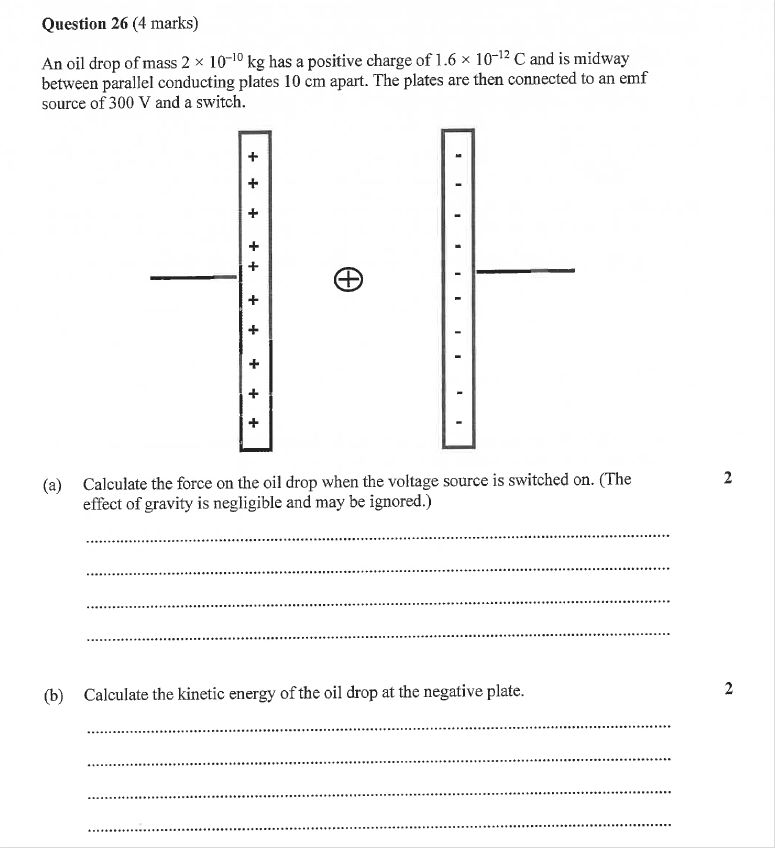 Question 26 (4 marks)
An oil drop of mass 2 × 10⁻¹⁰ kg has a positive charge of 1.6 × 10⁻¹² C and is midway
between parallel conducting plates 10 cm apart. The plates are then connected to an emf
source of 300 V and a switch.
+ -
+ -
+ -
+ -
+ -
+
+ -
+ -
+ -
+ -
+ -
(a) Calculate the force on the oil drop when the voltage source is switched on. (The 2
effect of gravity is negligible and may be ignored.)
(b) Calculate the kinetic energy of the oil drop at the negative plate. 2